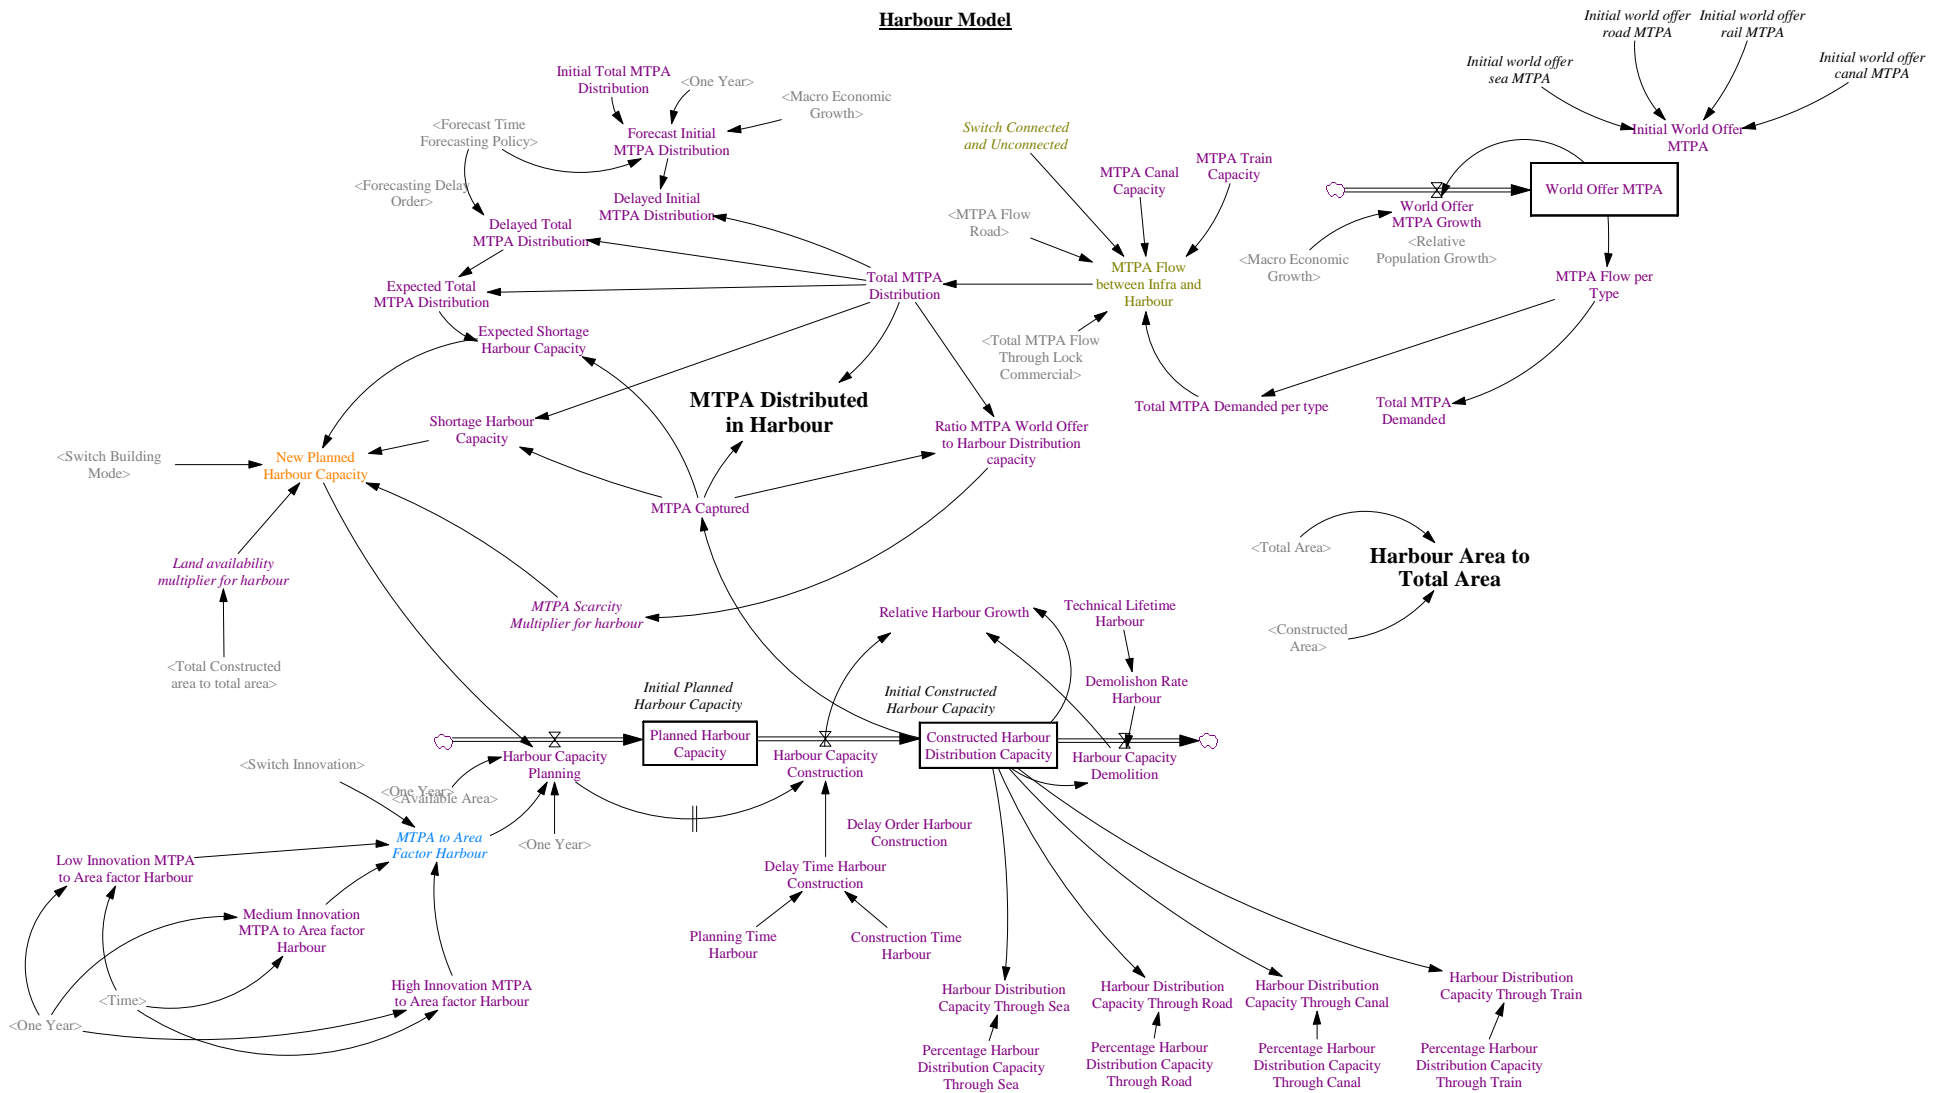 Harbour Model
Initial world offer
road MTPA
Initial world offer
rail MTPA
Initial world offer
sea MTPA
Initial world offer
canal MTPA
Initial World Offer
MTPA
Initial Total MTPA
Distribution
<One Year>
<Macro Economic
Growth>
<Forecast Time
Forecasting Policy>
Forecast Initial
MTPA Distribution
<Forecasting Delay
Order>
Delayed Initial
MTPA Distribution
Delayed Total
MTPA Distribution
Expected Total
MTPA Distribution
Expected Shortage
Harbour Capacity
Total MTPA
Distribution
Switch Connected
and Unconnected
MTPA Canal
Capacity
MTPA Train
Capacity
<MTPA Flow
Road>
MTPA Flow
between Infra and
Harbour
<Total MTPA Flow
Through Lock
Commercial>
World Offer MTPA
World Offer
MTPA Growth
<Relative
Population Growth>
<Macro Economic
Growth>
MTPA Flow per
Type
Total MTPA Demanded per type
Total MTPA
Demanded
MTPA Distributed
in Harbour
Shortage Harbour
Capacity
Ratio MTPA World Offer
to Harbour Distribution
capacity
<Switch Building
Mode>
New Planned
Harbour Capacity
MTPA Captured
Land availability
multiplier for harbour
<Total Constructed
area to total area>
MTPA Scarcity
Multiplier for harbour
<Total Area>
Harbour Area to
Total Area
<Constructed
Area>
Relative Harbour Growth
Technical Lifetime
Harbour
Demolishon Rate
Harbour
Initial Planned
Harbour Capacity
Initial Constructed
Harbour Capacity
Planned Harbour
Capacity
Constructed Harbour
Distribution Capacity
Harbour Capacity
Planning
Harbour Capacity
Construction
Harbour Capacity
Demolition
<Switch Innovation>
<One Year>
<Available Area>
MTPA to Area
Factor Harbour
<One Year>
Delay Order Harbour
Construction
Delay Time Harbour
Construction
Planning Time
Harbour
Construction Time
Harbour
Low Innovation MTPA
to Area factor Harbour
Medium Innovation
MTPA to Area factor
Harbour
High Innovation MTPA
to Area factor Harbour
<Time>
<One Year>
Harbour Distribution
Capacity Through Sea
Harbour Distribution
Capacity Through Road
Harbour Distribution
Capacity Through Canal
Harbour Distribution
Capacity Through Train
Percentage Harbour
Distribution Capacity
Through Sea
Percentage Harbour
Distribution Capacity
Through Road
Percentage Harbour
Distribution Capacity
Through Canal
Percentage Harbour
Distribution Capacity
Through Train